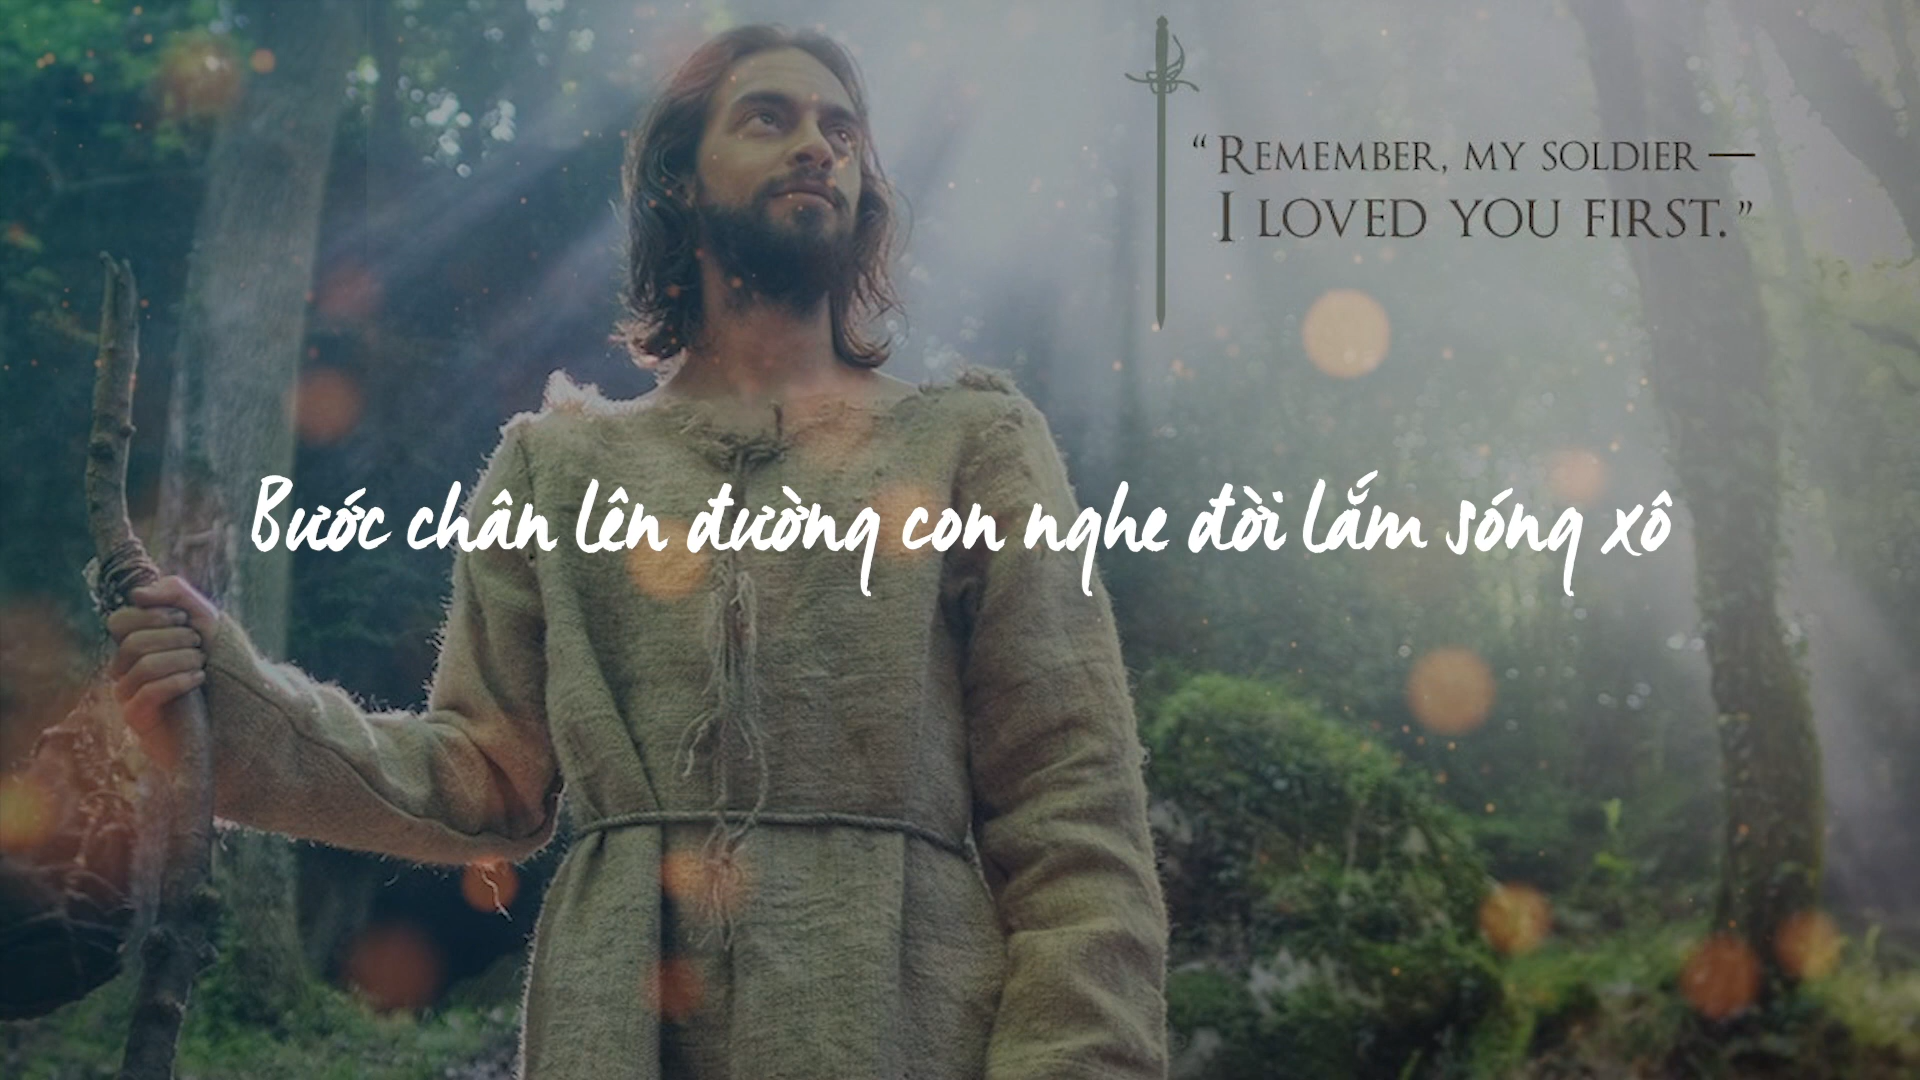 “Remember, my soldier—
I loved you first.”
Bước chân lên đường con nghe đời lắm sóng xô